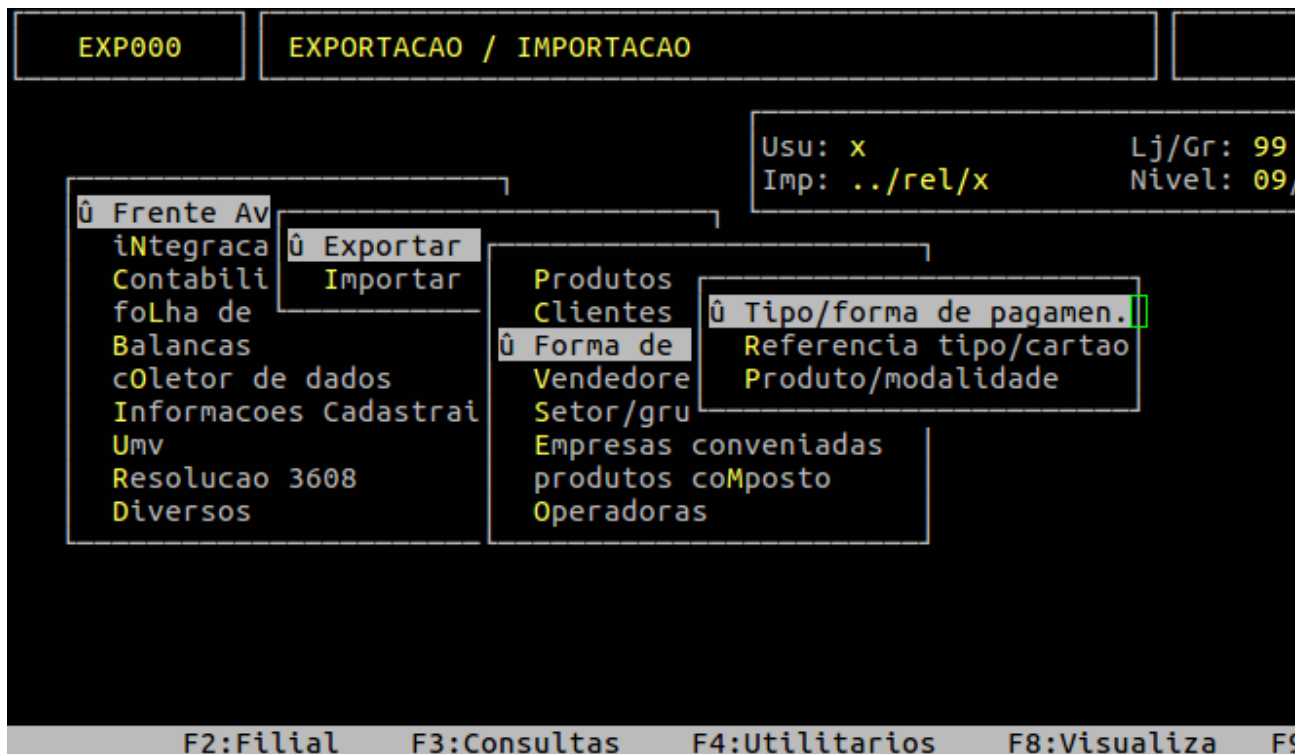 EXP000 EXPORTACAO / IMPORTACAO
Usu: x Lj/Gr: 99
Imp: ../rel/x Nivel: 09/
û Frente Av
iNtegraca û Exportar
Contabili Importar Produtos
foLha de Clientes û Tipo/forma de pagamen.
Balancas û Forma de Referencia tipo/cartao
cOletor de dados Vendedore Produto/modalidade
Informacoes Cadastrai Setor/gru
Umv Empresas conveniadas
Resolucao 3608 produtos coMposto
Diversos Operadoras
F2:Filial F3:Consultas F4:Utilitarios F8:Visualiza F9